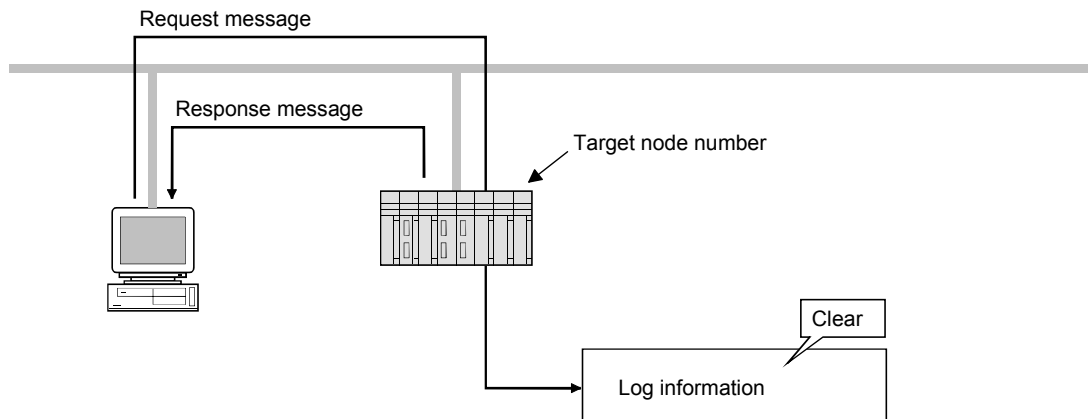 Request message
Response message
Target node number
Clear
Log information